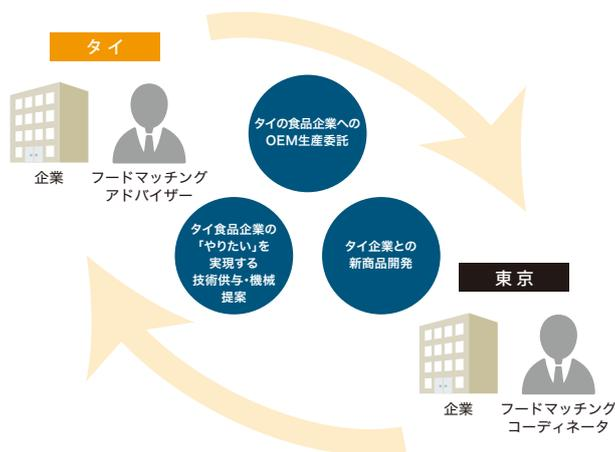 タイ
企業
フードマッチング
アドバイザー
タイの食品企業への
OEM生産委託
タイ食品企業の
「やりたい」を
実現する
技術供与・機械
提案
タイ企業との
新商品開発
東京
企業
フードマッチング
コーディネータ